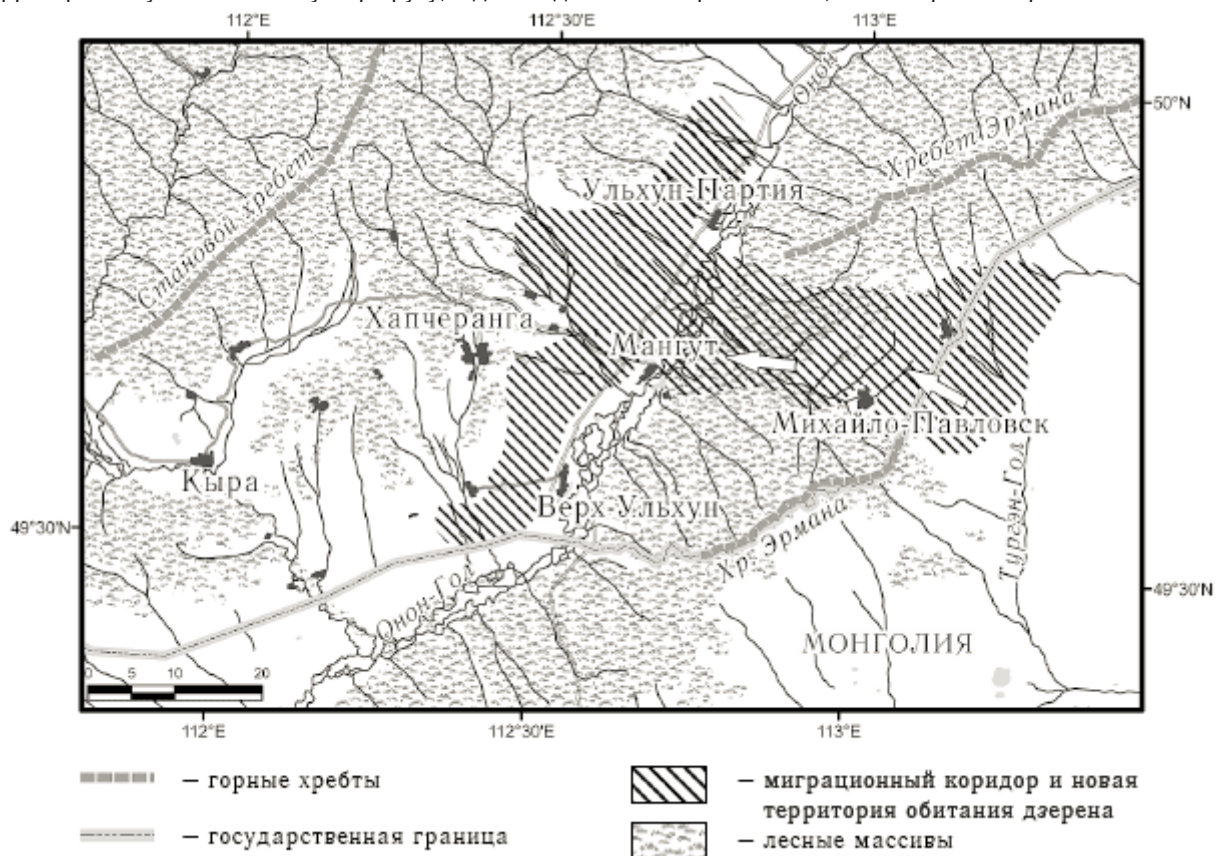 112°E
112°30'E
113°E
50°N
Онон
Хребет Эрмана
Ульхун-Партия
Становой хребет
Хапчеранга
Мангут
Михайло-Павловск
Кыра
Верх-Ульхун
49°30'N
Хр. Эрмана
Турген-Гол
Онон-Гол
49°30'N
МОНГОЛИЯ
0 5 10 20
112°E
112°30'E
113°E
– горные хребты
– миграционный коридор и новая
территория обитания дзерена
– государственная граница
– лесные массивы